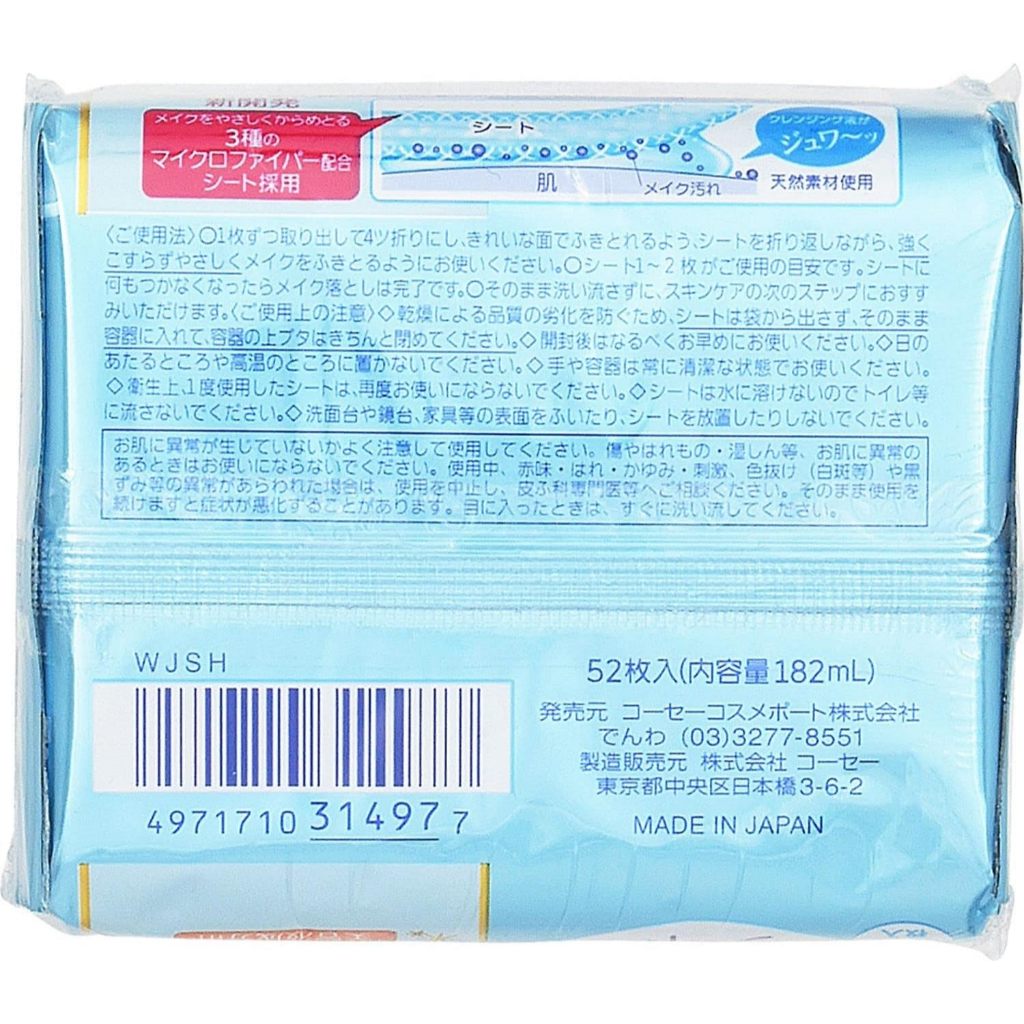 新開発
メイクをやさしくからめとる
3種の
マイクロファイバー配合
シート採用
シート
肌
メイク汚れ
クレンジング液が
ジュワ〜ッ
天然素材使用
〈ご使用法〉○1枚ずつ取り出して4ツ折りにし、きれいな面でふきとれるよう、シートを折り返しながら、強く
こすらずやさしくメイクをふきとるようにお使いください。○シート1〜2枚がご使用の目安です。シートに
何もつかなくなったらメイク落としは完了です。○そのまま洗い流さずに、スキンケアの次のステップにおすす
みいただけます。〈ご使用上の注意〉◇乾燥による品質の劣化を防ぐため、シートは袋から出さず、そのまま
容器に入れて、容器の上ブタはきちんと閉めてください。◇開封後はなるべくお早めにお使いください。◇日の
あたるところや高温のところに置かないでください。◇手や容器は常に清潔な状態でお使いください。
◇衛生上、1度使用したシートは、再度お使いにならないでください。◇シートは水に溶けないのでトイレ等
に流さないでください。◇洗面台や鏡台、家具等の表面をふいたり、シートを放置したりしないでください。
お肌に異常が生じていないかよく注意して使用してください。傷やはれもの・湿しん等、お肌に異常の
あるときはお使いにならないでください。使用中、赤味・はれ・かゆみ・刺激、色抜け（白斑等）や黒
ずみ等の異常があらわれた場合は、使用を中止し、皮ふ科専門医等へご相談ください。そのまま使用を
続けますと症状が悪化することがあります。目に入ったときは、すぐに洗い流してください。
WJSH
4971710314977
52枚入(内容量182mL)
発売元 コーセーコスメポート株式会社
でんわ (03)3277-8551
製造販売元 株式会社 コーセー
東京都中央区日本橋3-6-2
MADE IN JAPAN
枚入